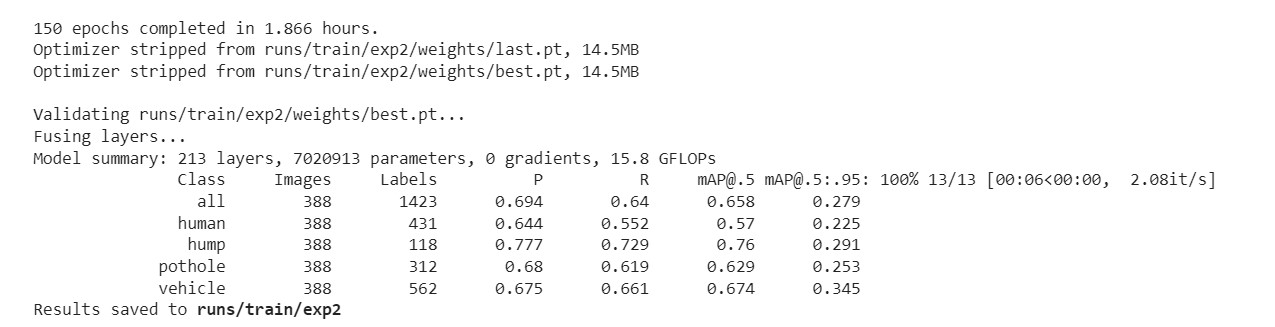 150 epochs completed in 1.866 hours.
Optimizer stripped from runs/train/exp2/weights/last.pt, 14.5MB
Optimizer stripped from runs/train/exp2/weights/best.pt, 14.5MB
Validating runs/train/exp2/weights/best.pt...
Fusing layers...
Model summary: 213 layers, 7020913 parameters, 0 gradients, 15.8 GFLOPs
Class Images Labels P R mAP@.5 mAP@.5:.95: 100% 13/13 [00:06<00:00, 2.08it/s]
all 388 1423 0.694 0.64 0.658 0.279
human 388 431 0.644 0.552 0.57 0.225
hump 388 118 0.777 0.729 0.76 0.291
pothole 388 312 0.68 0.619 0.629 0.253
vehicle 388 562 0.675 0.661 0.674 0.345
Results saved to runs/train/exp2